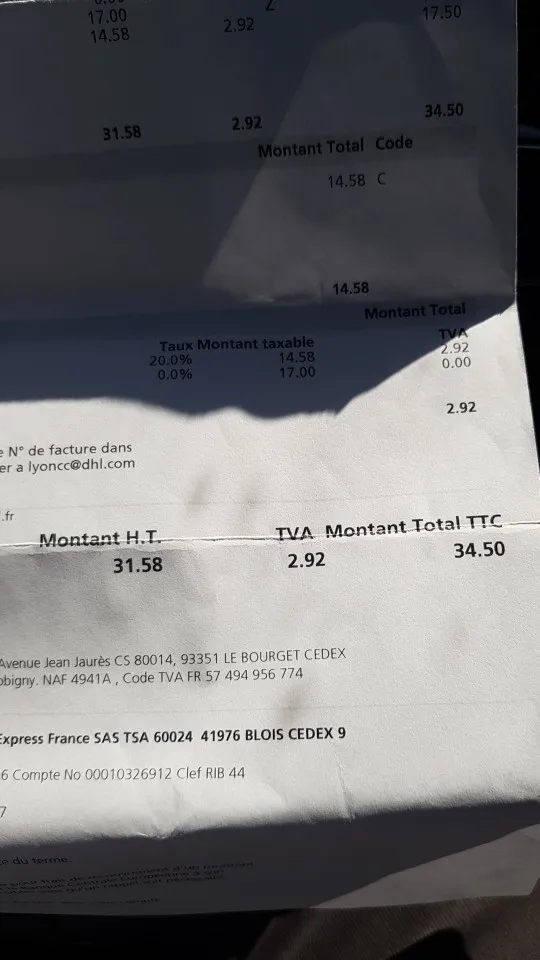 17.00 17.50
14.58 2.92
31.58 2.92 34.50
Montant Total Code
14.58 C
14.58
Montant Total
Taux Montant taxable TVA
20.0% 14.58 2.92
0.0% 17.00 0.00
2.92
e N° de facture dans
er a lyoncc@dhl.com
.fr
Montant H.T. TVA Montant Total TTC
31.58 2.92 34.50
Avenue Jean Jaurès CS 80014, 93351 LE BOURGET CEDEX
obigny. NAF 4941A , Code TVA FR 57 494 956 774
Express France SAS TSA 60024 41976 BLOIS CEDEX 9
6 Compte No 00010326912 Clef RIB 44
7
e du terme.